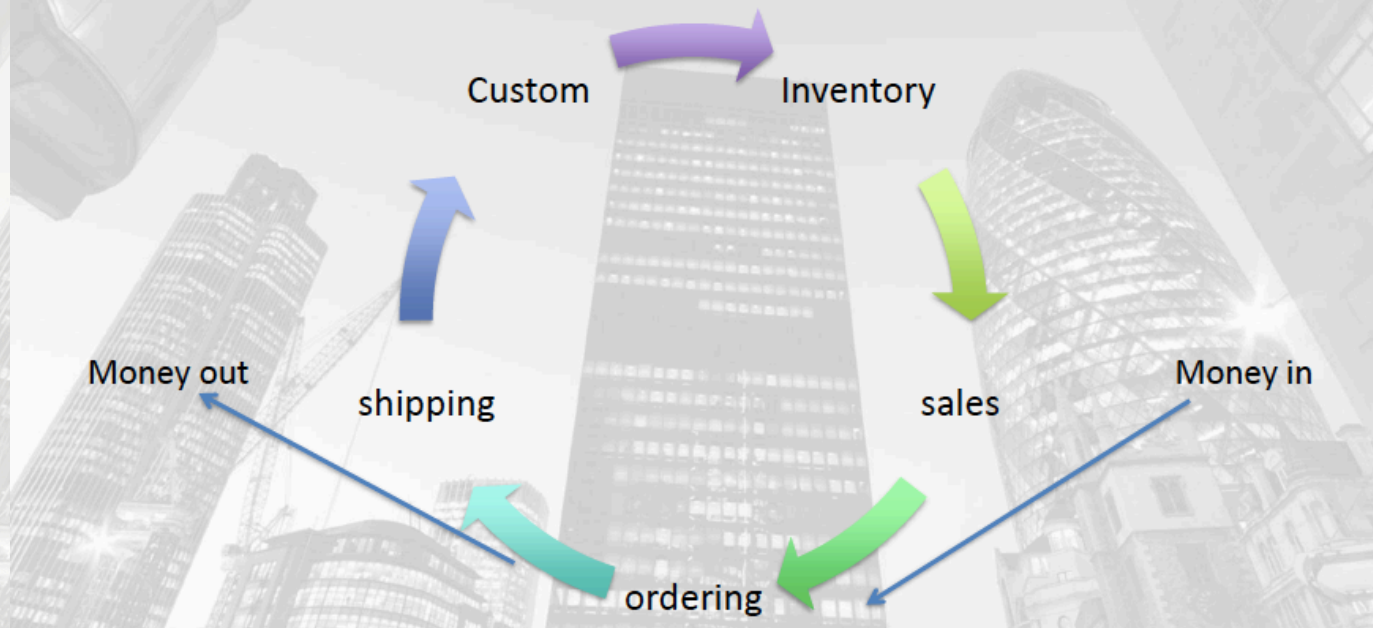 Custom
Inventory
Money out
Money in
shipping
sales
ordering